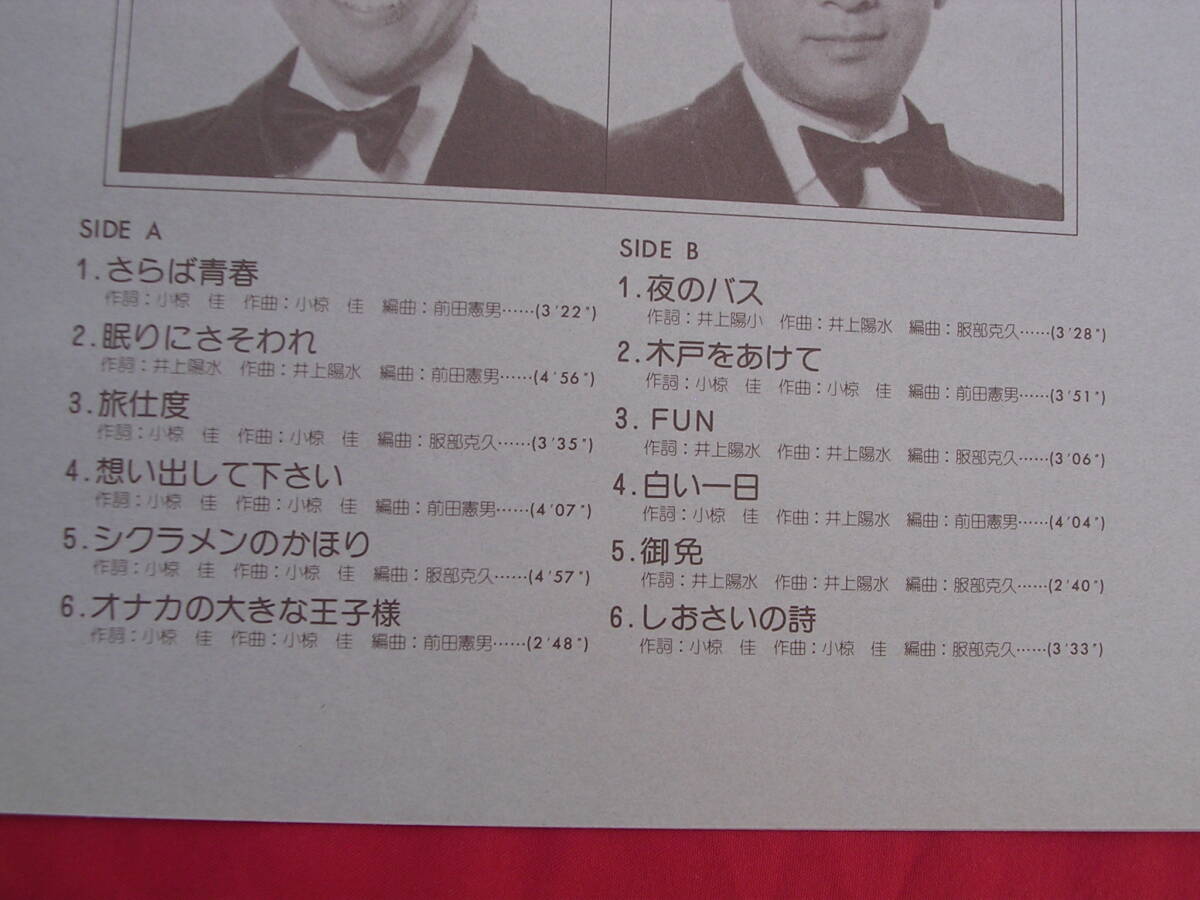 SIDE A
1.さらば青春
作詞：小椋　佳　作曲：小椋　佳　編曲：前田憲男……(3'22")
2.眠りにさそわれ
作詞：井上陽水　作曲：井上陽水　編曲：前田憲男……(4'56")
3.旅仕度
作詞：小椋　佳　作曲：小椋　佳　編曲：服部克久……(3'35")
4.想い出して下さい
作詞：小椋　佳　作曲：小椋　佳　編曲：前田憲男……(4'07")
5.シクラメンのかほり
作詞：小椋　佳　作曲：小椋　佳　編曲：服部克久……(4'57")
6.オナカの大きな王子様
作詞：小椋　佳　作曲：小椋　佳　編曲：前田憲男……(2'48")
SIDE B
1.夜のバス
作詞：井上陽小　作曲：井上陽水　編曲：服部克久……(3'28")
2.木戸をあけて
作詞：小椋　佳　作曲：小椋　佳　編曲：前田憲男……(3'51")
3.FUN
作詞：井上陽水　作曲：井上陽水　編曲：服部克久……(3'06")
4.白い一日
作詞：小椋　佳　作曲：井上陽水　編曲：前田憲男……(4'04")
5.御免
作詞：井上陽水　作曲：井上陽水　編曲：服部克久……(2'40")
6.しおさいの詩
作詞：小椋　佳　作曲：小椋　佳　編曲：服部克久……(3'33")